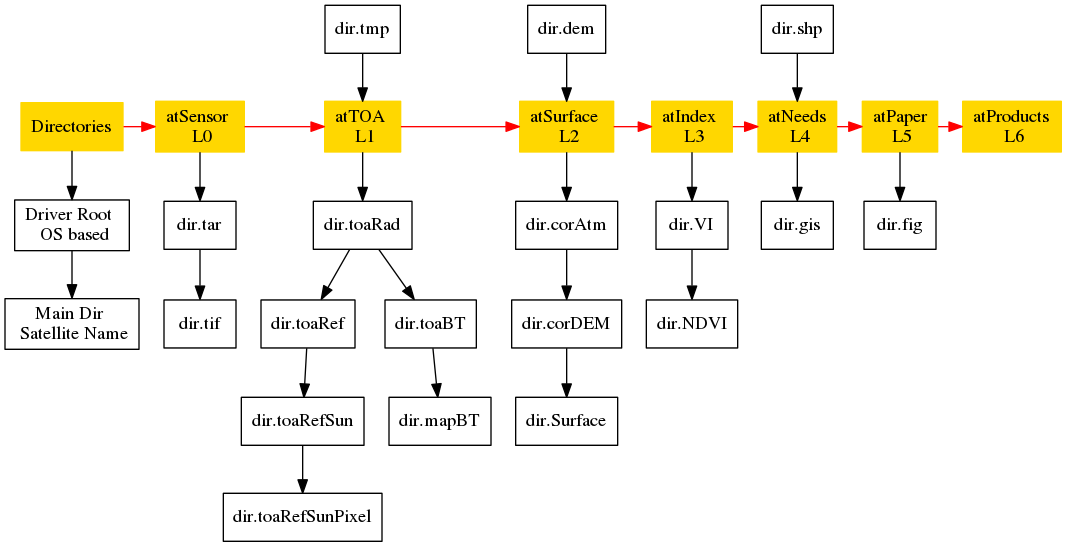 dir.tmp
dir.dem
dir.shp
Directories
atSensor
L0
atTOA
L1
atSurface
L2
atIndex
L3
atNeeds
L4
atPaper
L5
atProducts
L6
Driver Root
OS based
dir.tar
dir.toaRad
dir.corAtm
dir.VI
dir.gis
dir.fig
Main Dir
Satellite Name
dir.tif
dir.toaRef
dir.toaBT
dir.corDEM
dir.NDVI
dir.toaRefSun
dir.mapBT
dir.Surface
dir.toaRefSunPixel